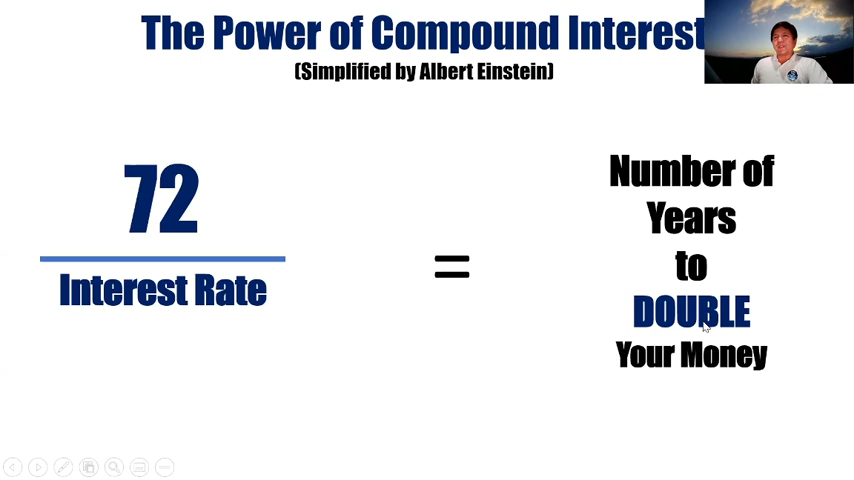 The Power of Compound Interest
(Simplified by Albert Einstein)
72
Interest Rate
=
Number of
Years
to
DOUBLE
Your Money